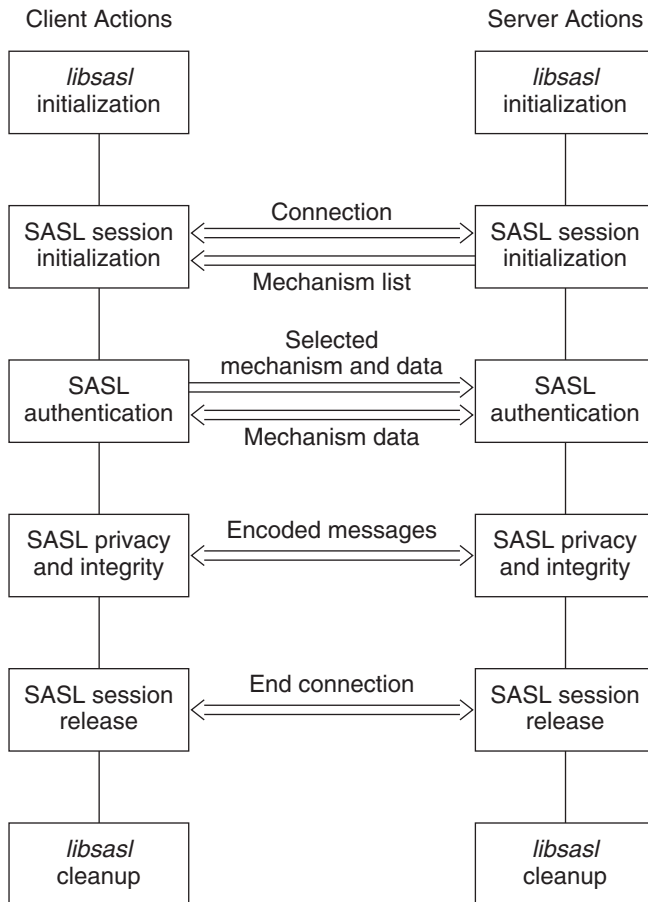 Client Actions
Server Actions
libsasl
initialization
libsasl
initialization
SASL session
initialization
Connection
Mechanism list
SASL session
initialization
SASL
authentication
Selected
mechanism and data
Mechanism data
SASL
authentication
SASL privacy
and integrity
Encoded messages
SASL privacy
and integrity
SASL session
release
End connection
SASL session
release
libsasl
cleanup
libsasl
cleanup